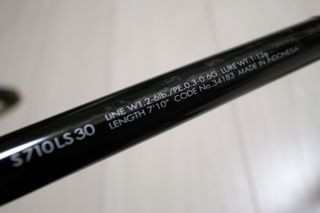 S710LS30
LINE WT.2-6lb./PE.0.3-0.6G LURE WT.1-12g
LENGTH 7'10" CODE No.34183 MADE IN INDONESIA